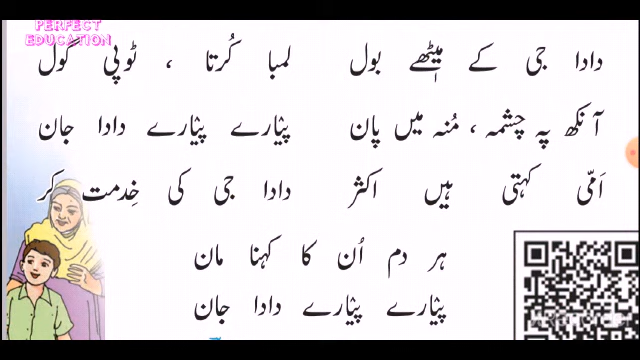 PERFECT
EDUCATION
دادا جی کے میٹھے بول لمبا کُرتا ، ٹوپی گول
آنکھ پہ چشمہ ، مُنہ میں پان پیارے پیارے دادا جان
اَمّی کہتی ہیں اکثر دادا جی کی خِدمت کر
ہر دم اُن کا کہنا مان
پیارے پیارے دادا جان